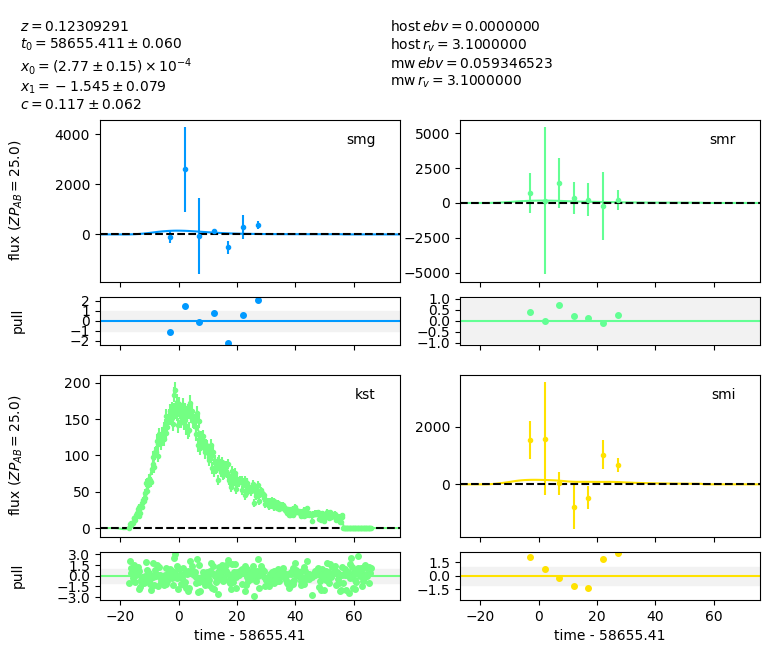 z = 0.12309291
t₀ = 58655.411 ± 0.060
x₀ = (2.77 ± 0.15) × 10⁻⁴
x₁ = −1.545 ± 0.079
c = 0.117 ± 0.062
host ebv = 0.0000000
host r_v = 3.1000000
mw ebv = 0.059346523
mw r_v = 3.1000000
flux (ZP_AB = 25.0)
4000
2000
0
smg
5000
2500
0
−2500
−5000
smr
pull
2
1
0
−1
−2
1.0
0.5
0.0
−0.5
−1.0
flux (ZP_AB = 25.0)
200
150
100
50
0
kst
2000
0
smi
pull
3.0
1.5
0.0
−1.5
−3.0
−20 0 20 40 60
time - 58655.41
1.5
0.0
−1.5
−20 0 20 40 60
time - 58655.41